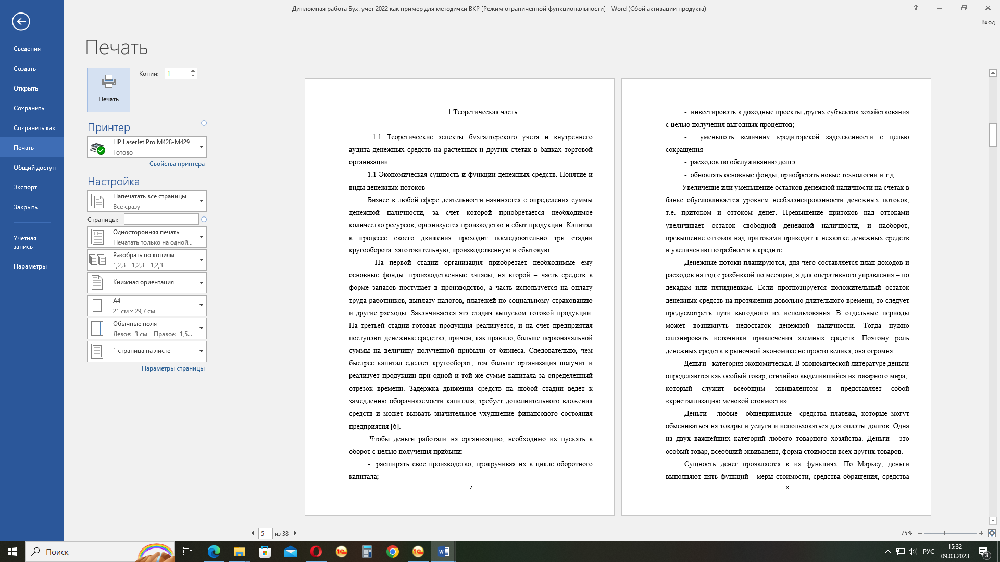 Дипломная работа Бух. учет 2022 как пример для методички ВКР [Режим ограниченной функциональности] - Word (Сбой активации продукта)
?
Вход
Сведения
Создать
Открыть
Сохранить
Сохранить как
Печать
Общий доступ
Экспорт
Закрыть
Учетная
запись
Параметры
Печать
Печать
Копии: 1
Принтер
HP LaserJet Pro M428-M429
Готово
Свойства принтера
Настройка
Напечатать все страницы
Все сразу
Страницы:
Односторонняя печать
Печатать только на одной...
Разобрать по копиям
1,2,3 1,2,3 1,2,3
Книжная ориентация
A4
21 см x 29,7 см
Обычные поля
Левое: 3 см Правое: 1,5...
1 страница на листе
Параметры страницы
1 Теоретическая часть
1.1 Теоретические аспекты бухгалтерского учета и внутреннего
аудита денежных средств на расчетных и других счетах в банках торговой
организации
1.1 Экономическая сущность и функции денежных средств. Понятие и
виды денежных потоков
Бизнес в любой сфере деятельности начинается с определения суммы
денежной наличности, за счет которой приобретается необходимое
количество ресурсов, организуется производство и сбыт продукции. Капитал
в процессе своего движения проходит последовательно три стадии
кругооборота: заготовительную, производственную и сбытовую.
На первой стадии организация приобретает необходимые ему
основные фонды, производственные запасы, на второй – часть средств в
форме запасов поступает в производство, а часть используется на оплату
труда работников, выплату налогов, платежей по социальному страхованию
и другие расходы. Заканчивается эта стадия выпуском готовой продукции.
На третьей стадии готовая продукция реализуется, и на счет предприятия
поступают денежные средства, причем, как правило, больше первоначальной
суммы на величину полученной прибыли от бизнеса. Следовательно, чем
быстрее капитал сделает кругооборот, тем больше организация получит и
реализует продукции при одной и той же сумме капитала за определенный
отрезок времени. Задержка движения средств на любой стадии ведет к
замедлению оборачиваемости капитала, требует дополнительного вложения
средств и может вызвать значительное ухудшение финансового состояния
предприятия [6].
Чтобы деньги работали на организацию, необходимо их пускать в
оборот с целью получения прибыли:
- расширять свое производство, прокручивая их в цикле оборотного
капитала;
7
- инвестировать в доходные проекты других субъектов хозяйствования
с целью получения выгодных процентов;
- уменьшать величину кредиторской задолженности с целью
сокращения
- расходов по обслуживанию долга;
- обновлять основные фонды, приобретать новые технологии и т.д.
Увеличение или уменьшение остатков денежной наличности на счетах в
банке обусловливается уровнем несбалансированности денежных потоков,
т.е. притоком и оттоком денег. Превышение притоков над оттоками
увеличивает остаток свободной денежной наличности, и наоборот,
превышение оттоков над притоками приводит к нехватке денежных средств
и увеличению потребности в кредите.
Денежные потоки планируются, для чего составляется план доходов и
расходов на год с разбивкой по месяцам, а для оперативного управления – по
декадам или пятидневкам. Если прогнозируется положительный остаток
денежных средств на протяжении довольно длительного времени, то следует
предусмотреть пути выгодного их использования. В отдельные периоды
может возникнуть недостаток денежной наличности. Тогда нужно
спланировать источники привлечения заемных средств. Поэтому роль
денежных средств в рыночной экономике не просто велика, она огромна.
Деньги - категория экономическая. В экономической литературе деньги
определяются как особый товар, стихийно выделившийся из товарного мира,
который служит всеобщим эквивалентом и представляет собой
«кристаллизацию меновой стоимости».
Деньги - любые общепринятые средства платежа, которые могут
обмениваться на товары и услуги и использоваться для оплаты долгов. Одна
из двух важнейших категорий любого товарного хозяйства. Деньги - это
особый товар, всеобщий эквивалент, форма стоимости всех других товаров.
Сущность денег проявляется в их функциях. По Марксу, деньги
выполняют пять функций - меры стоимости, средства обращения, средства
8
5 из 38
75%
Поиск
РУС
15:32
09.03.2023
3